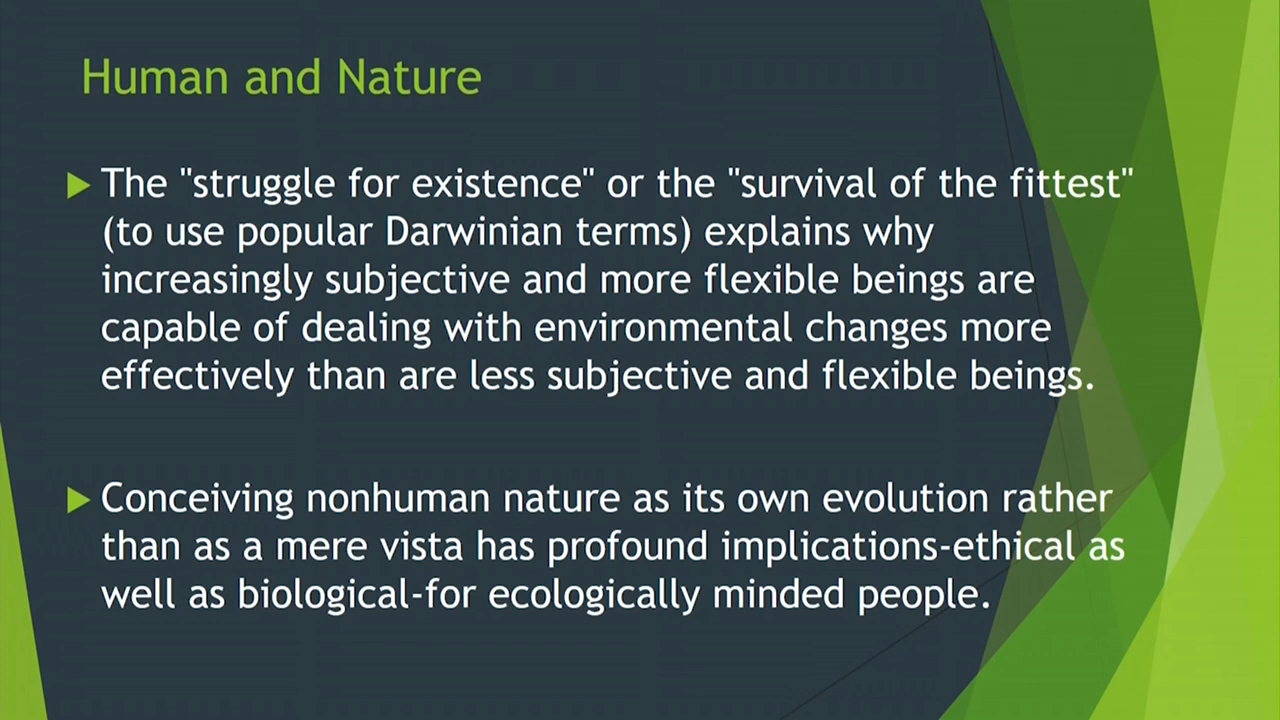 Human and Nature
The "struggle for existence" or the "survival of the fittest"
(to use popular Darwinian terms) explains why
increasingly subjective and more flexible beings are
capable of dealing with environmental changes more
effectively than are less subjective and flexible beings.
Conceiving nonhuman nature as its own evolution rather
than as a mere vista has profound implications-ethical as
well as biological-for ecologically minded people.